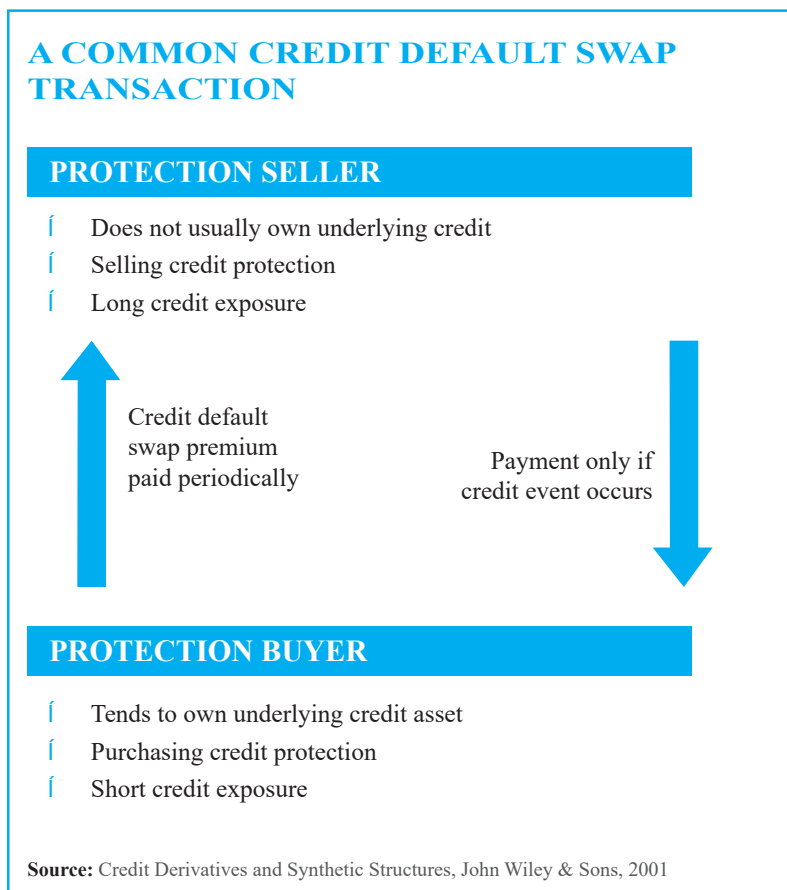 A COMMON CREDIT DEFAULT SWAP
TRANSACTION
PROTECTION SELLER
Í Does not usually own underlying credit
Í Selling credit protection
Í Long credit exposure
Credit default
swap premium
paid periodically
Payment only if
credit event occurs
PROTECTION BUYER
Í Tends to own underlying credit asset
Í Purchasing credit protection
Í Short credit exposure
Source: Credit Derivatives and Synthetic Structures, John Wiley & Sons, 2001